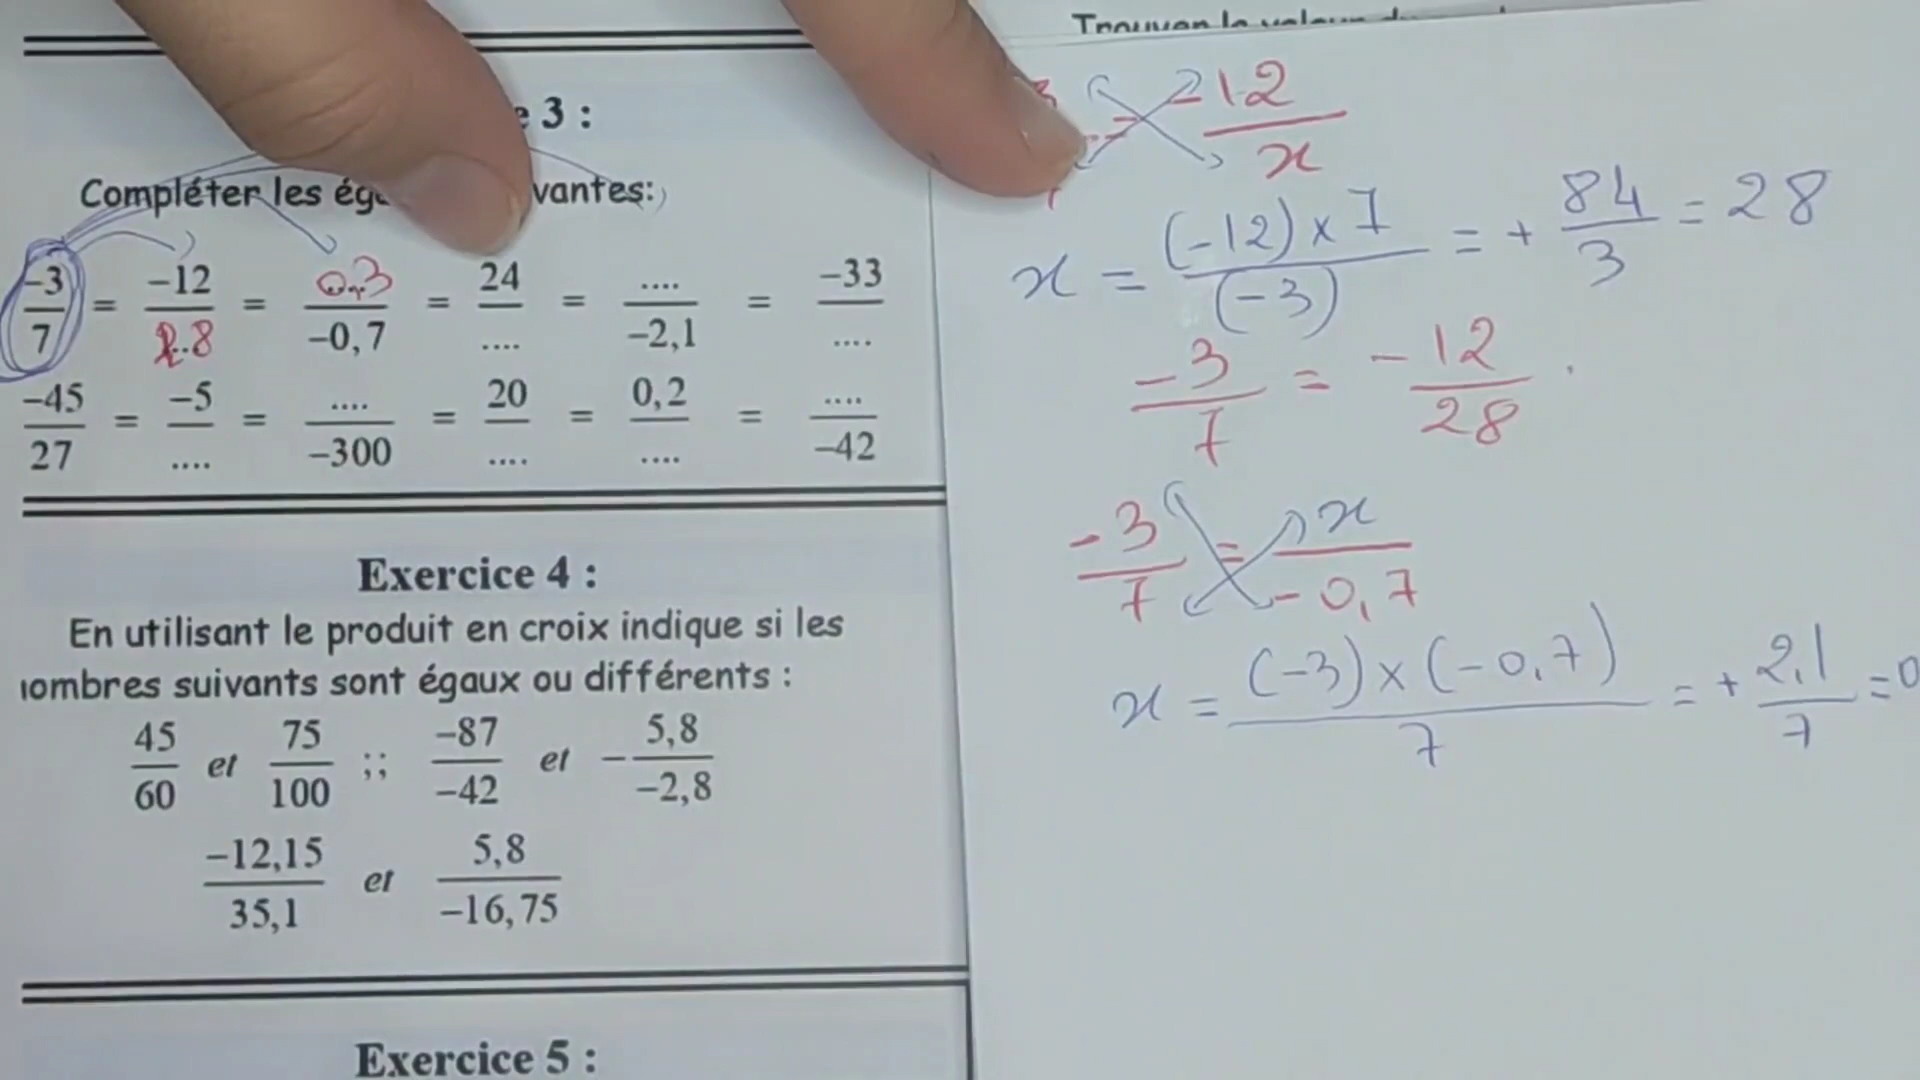 e 3 :
Compléter les vantes:
-3/7 = -12/28 = 0,3/-0,7 = 24/.... = ..../-2,1 = -33/....
-45/27 = -5/.... = ..../-300 = 20/.... = 0,2/.... = ..../-42
Exercice 4 :
En utilisant le produit en croix indique si les
ombres suivants sont égaux ou différents :
45/60 et 75/100 ;; -87/-42 et -5,8/-2,8
-12,15/35,1 et 5,8/-16,75
Exercice 5 :
= -12/x
x = (-12)×7/(-3) = + 84/3 = 28
-3/7 = -12/28 .
-3/7 = x/-0,7
x = (-3)×(-0,7)/7 = + 2,1/7 = 0